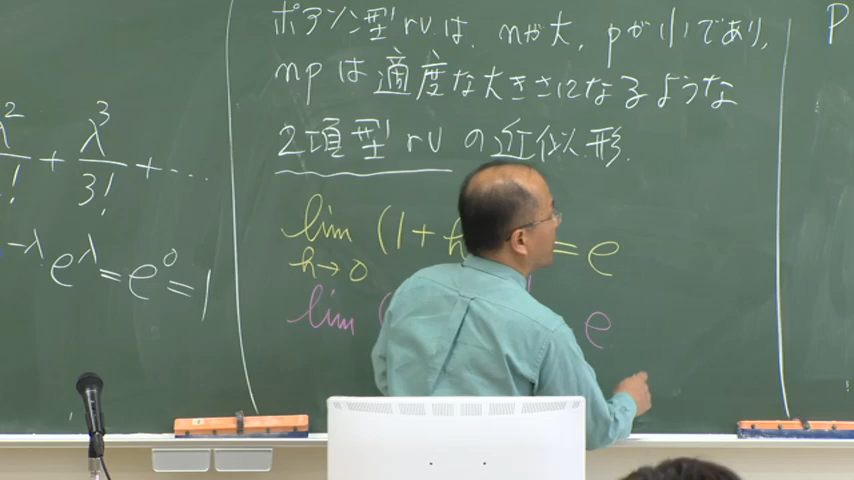 λ²
/! + λ³/3! + ....
-λ e^λ = e⁰ = 1
ポアソン型rvは、nが大、pが小であり、
npは適度な大きさになるような
2項型rvの近似形.
lim (1+h = e
h→0
lim ( e
P